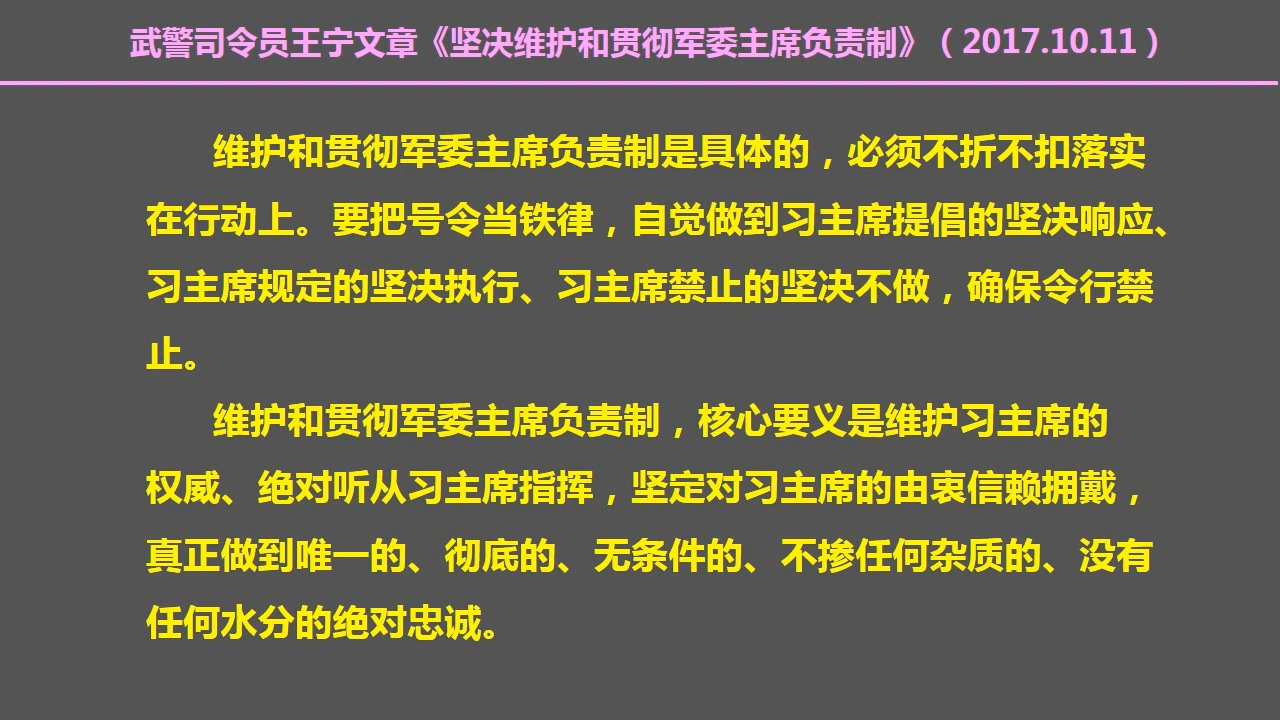 武警司令员王宁文章《坚决维护和贯彻军委主席负责制》（2017.10.11）
维护和贯彻军委主席负责制是具体的，必须不折不扣落实
在行动上。要把号令当铁律，自觉做到习主席提倡的坚决响应、
习主席规定的坚决执行、习主席禁止的坚决不做，确保令行禁
止。
维护和贯彻军委主席负责制，核心要义是维护习主席的
权威、绝对听从习主席指挥，坚定对习主席的由衷信赖拥戴，
真正做到唯一的、彻底的、无条件的、不掺任何杂质的、没有
任何水分的绝对忠诚。